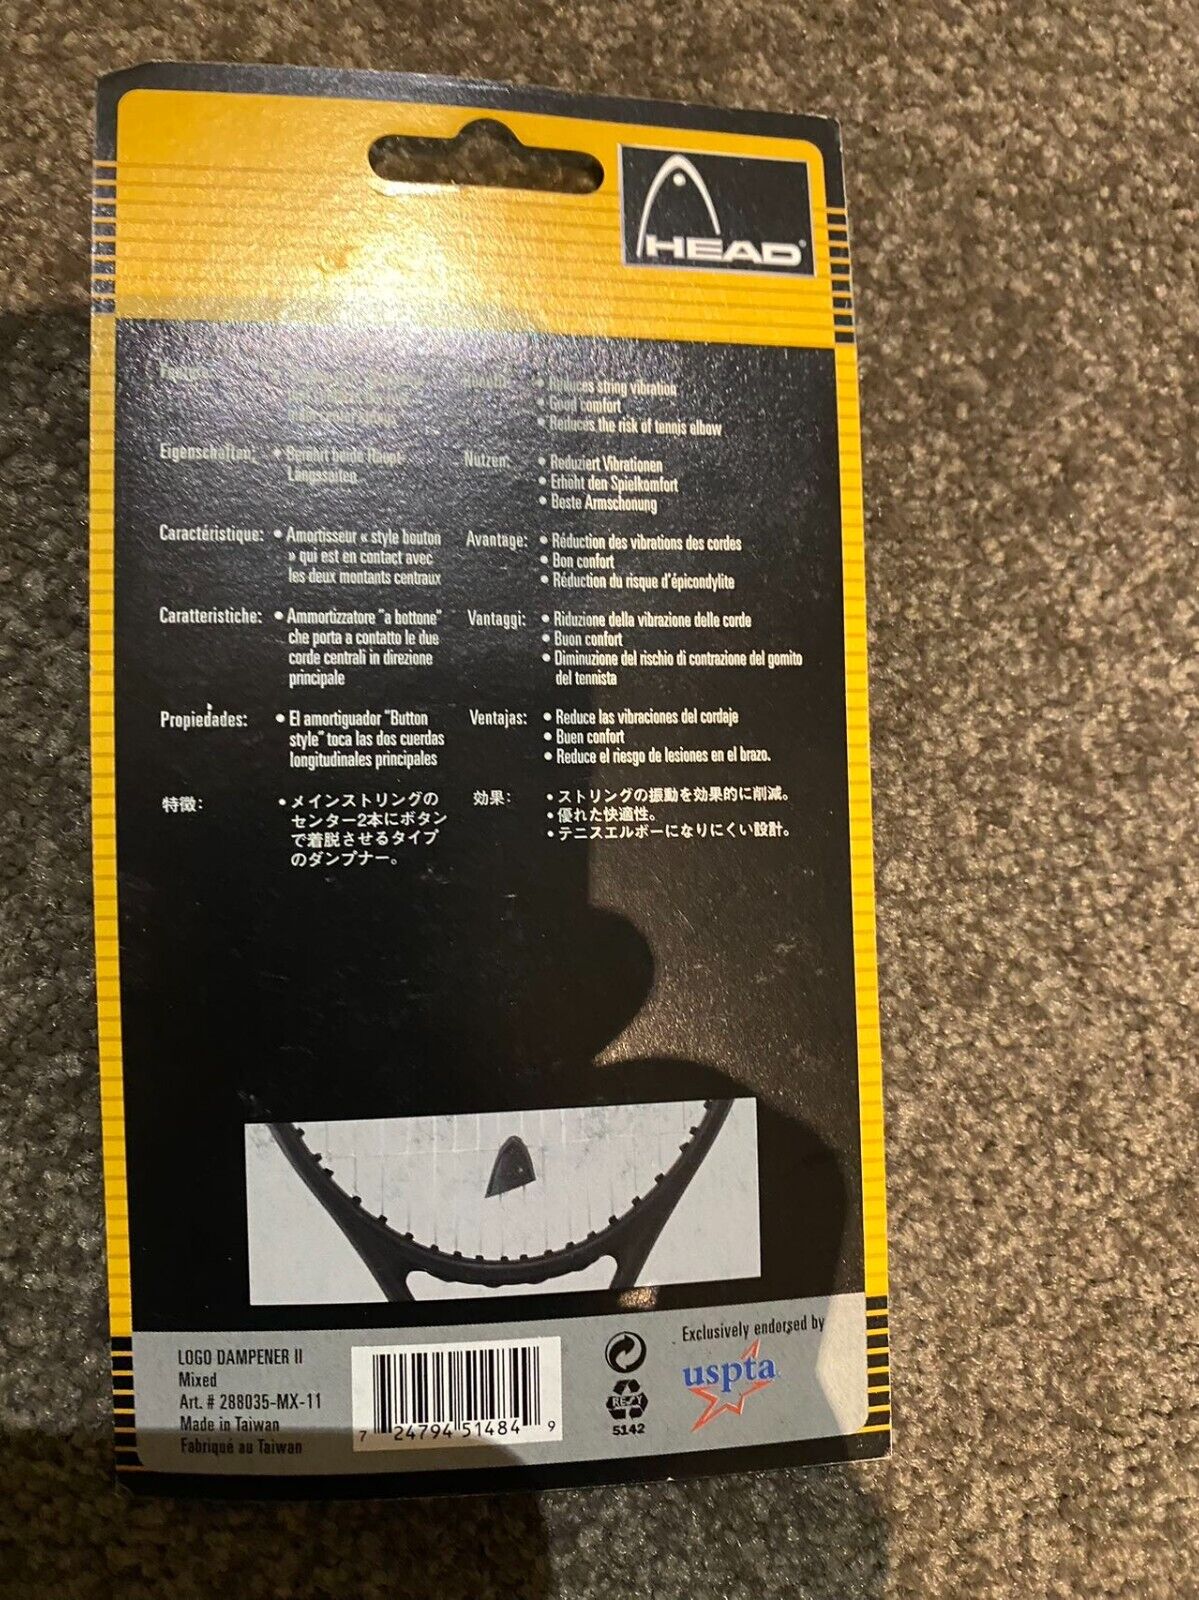 HEAD
string vibration
Good comfort
Reduces the risk of tennis elbow
Eigenschaften: • Berührt beide Haupt-
Längssaiten
Nutzen: • Reduziert Vibrationen
• Erhöht den Spielkomfort
• Beste Armschonung
Caractéristique: • Amortisseur « style bouton
» qui est en contact avec
les deux montants centraux
Avantage: • Réduction des vibrations des cordes
• Bon confort
• Réduction du risque d'épicondylite
Caratteristiche: • Ammortizzatore "a bottone"
che porta a contatto le due
corde centrali in direzione
principale
Vantaggi: • Riduzione della vibrazione delle corde
• Buon confort
• Diminuzione del rischio di contrazione del gomito
del tennista
Propiedades: • El amortiguador "Button
style" toca las dos cuerdas
longitudinales principales
Ventajas: • Reduce las vibraciones del cordaje
• Buen confort
• Reduce el riesgo de lesiones en el brazo.
特徴: • メインストリングの
センター2本にボタン
で着脱させるタイプ
のダンプナー。
効果: • ストリングの振動を効果的に削減。
• 優れた快適性。
• テニスエルボーになりにくい設計。
LOGO DAMPENER II
Mixed
Art. # 288035-MX-11
Made in Taiwan
Fabriqué au Taiwan
7 24794 51484 9
RESY
5142
Exclusively endorsed by
uspta